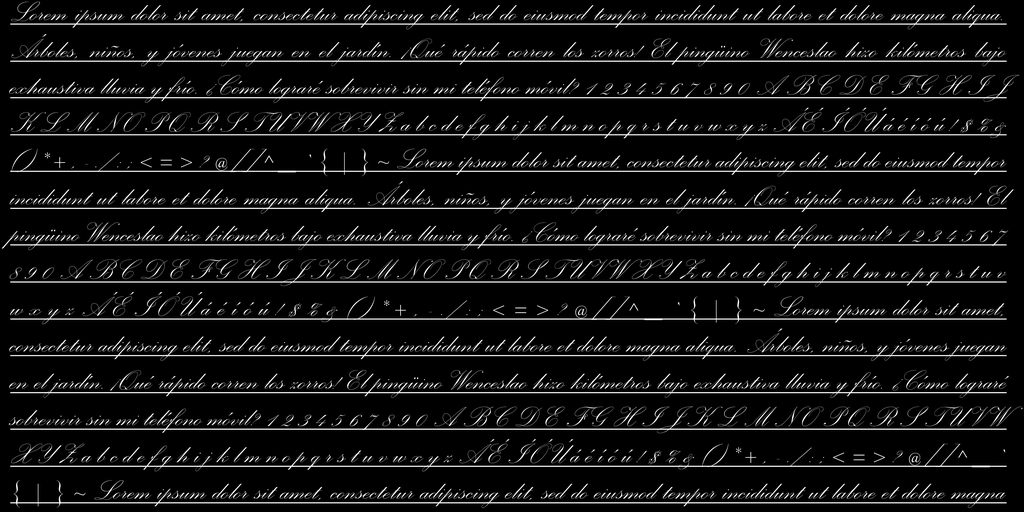 Lorem ipsum dolor sit amet, consectetur adipiscing elit, sed do eiusmod tempor incididunt ut labore et dolore magna aliqua.
Árboles, niños, y jóvenes juegan en el jardín. ¡Qué rápido corren los zorros! El pingüino Wenceslao hizo kilómetros bajo
exhaustiva lluvia y frío. ¿Cómo lograré sobrevivir sin mi teléfono móvil? 1 2 3 4 5 6 7 8 9 0 A B C D E F G H I J
K L M N O P Q R S T U V W X Y Z a b c d e f g h i j k l m n o p q r s t u v w x y z Á É Í Ó Ú á é í ó ú ! $ % &
( ) * + , - . / : ; < = > ? @ / / ^ _ ` { | } ~ Lorem ipsum dolor sit amet, consectetur adipiscing elit, sed do eiusmod tempor
incididunt ut labore et dolore magna aliqua. Árboles, niños, y jóvenes juegan en el jardín. ¡Qué rápido corren los zorros! El
pingüino Wenceslao hizo kilómetros bajo exhaustiva lluvia y frío. ¿Cómo lograré sobrevivir sin mi teléfono móvil? 1 2 3 4 5 6 7
8 9 0 A B C D E F G H I J K L M N O P Q R S T U V W X Y Z a b c d e f g h i j k l m n o p q r s t u v
w x y z Á É Í Ó Ú á é í ó ú ! $ % & ( ) * + , - . / : ; < = > ? @ / / ^ _ ` { | } ~ Lorem ipsum dolor sit amet,
consectetur adipiscing elit, sed do eiusmod tempor incididunt ut labore et dolore magna aliqua. Árboles, niños, y jóvenes juegan
en el jardín. ¡Qué rápido corren los zorros! El pingüino Wenceslao hizo kilómetros bajo exhaustiva lluvia y frío. ¿Cómo lograré
sobrevivir sin mi teléfono móvil? 1 2 3 4 5 6 7 8 9 0 A B C D E F G H I J K L M N O P Q R S T U V W
X Y Z a b c d e f g h i j k l m n o p q r s t u v w x y z Á É Í Ó Ú á é í ó ú ! $ % & ( ) * + , - . / : ; < = > ? @ / / ^ _ `
{ | } ~ Lorem ipsum dolor sit amet, consectetur adipiscing elit, sed do eiusmod tempor incididunt ut labore et dolore magna